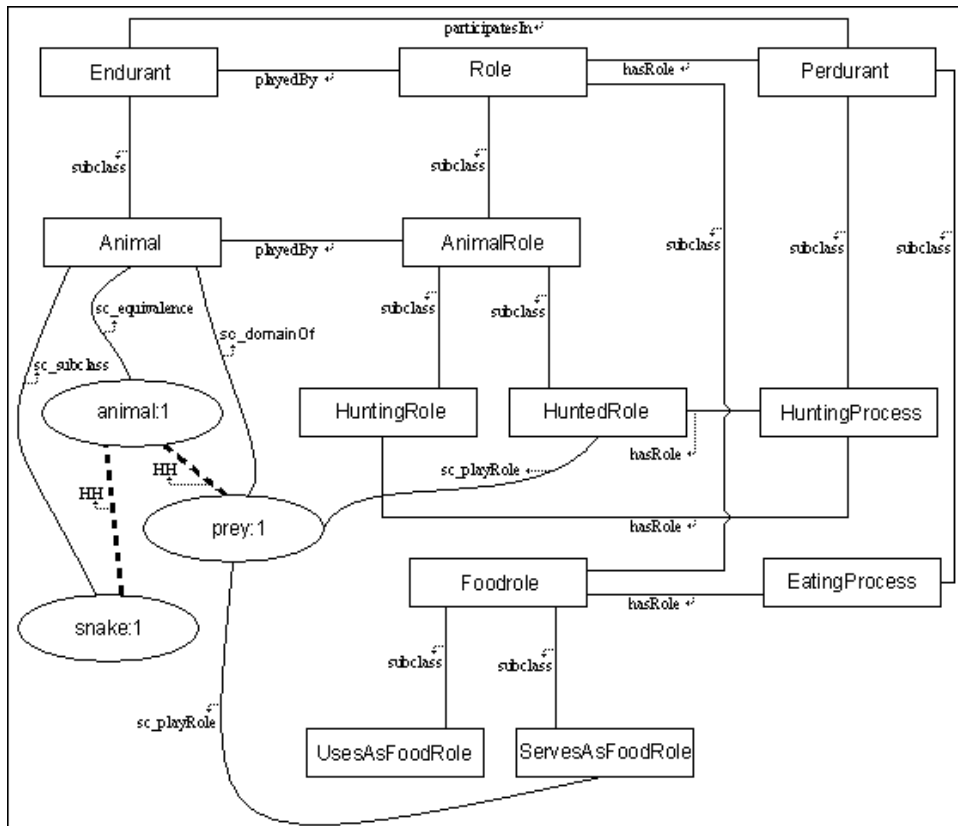 participatesIn
Endurant
playedBy
Role
hasRole
Perdurant
subclass
subclass
subclass
subclass
subclass
Animal
playedBy
AnimalRole
sc_equivalence
sc_domainOf
sc_subclass
subclass
subclass
animal:1
HuntingRole
HuntedRole
HuntingProcess
hasRole
HH
sc_playRole
HH
prey:1
hasRole
Foodrole
hasRole
EatingProcess
snake:1
subclass
subclass
sc_playRole
UsesAsFoodRole
ServesAsFoodRole